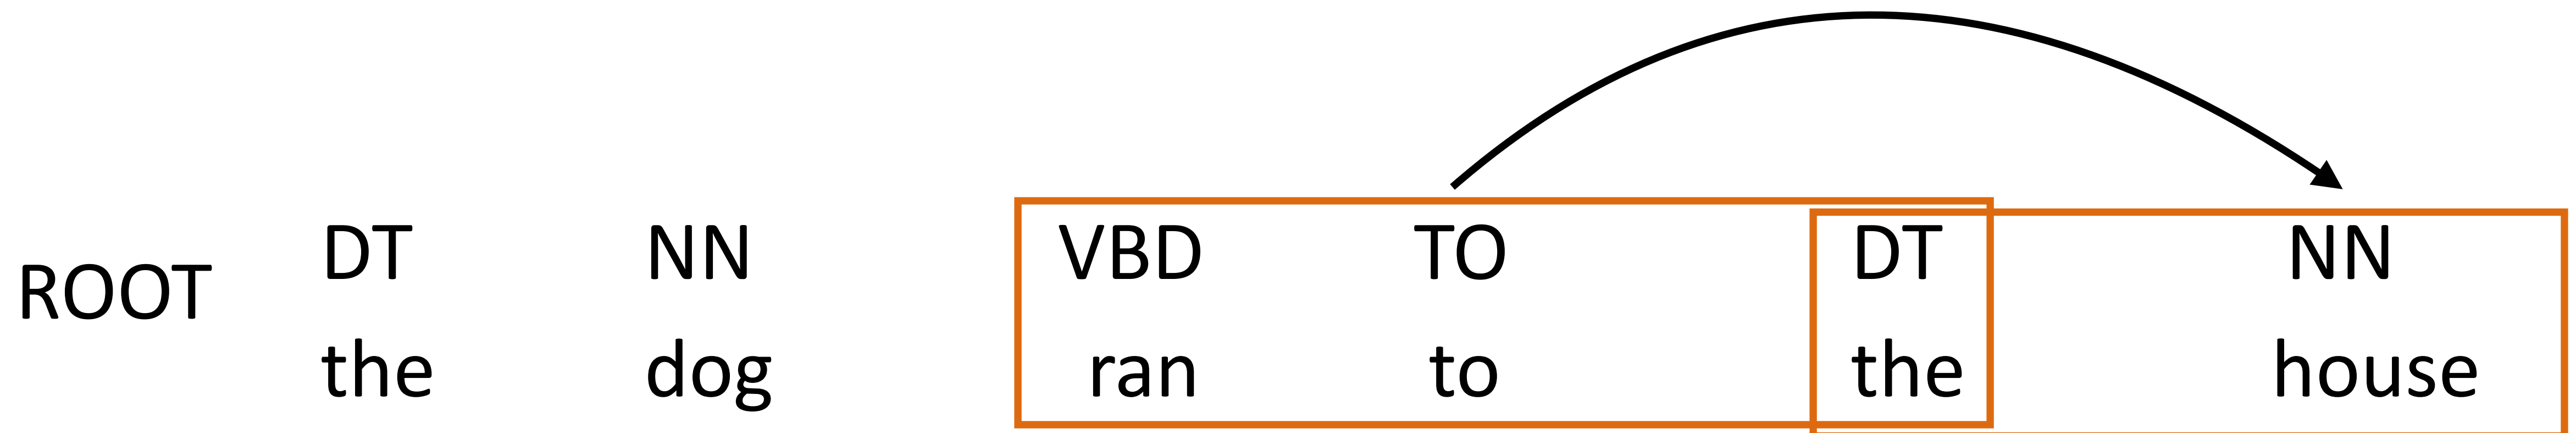 DT NN VBD TO DT NN
ROOT
the dog ran to the house